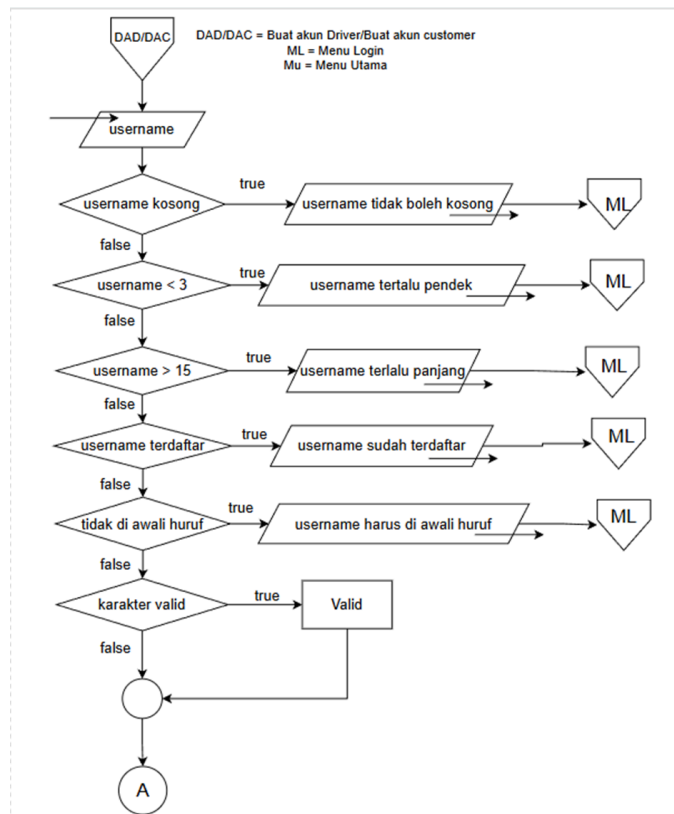 DAD/DAC
DAD/DAC = Buat akun Driver/Buat akun customer
ML = Menu Login
Mu = Menu Utama
username
username kosong
true
username tidak boleh kosong
ML
false
username < 3
true
username tertalu pendek
ML
false
username > 15
true
username terlalu panjang
ML
false
username terdaftar
true
username sudah terdaftar
ML
false
tidak di awali huruf
true
username harus di awali huruf
ML
false
karakter valid
true
Valid
false
A